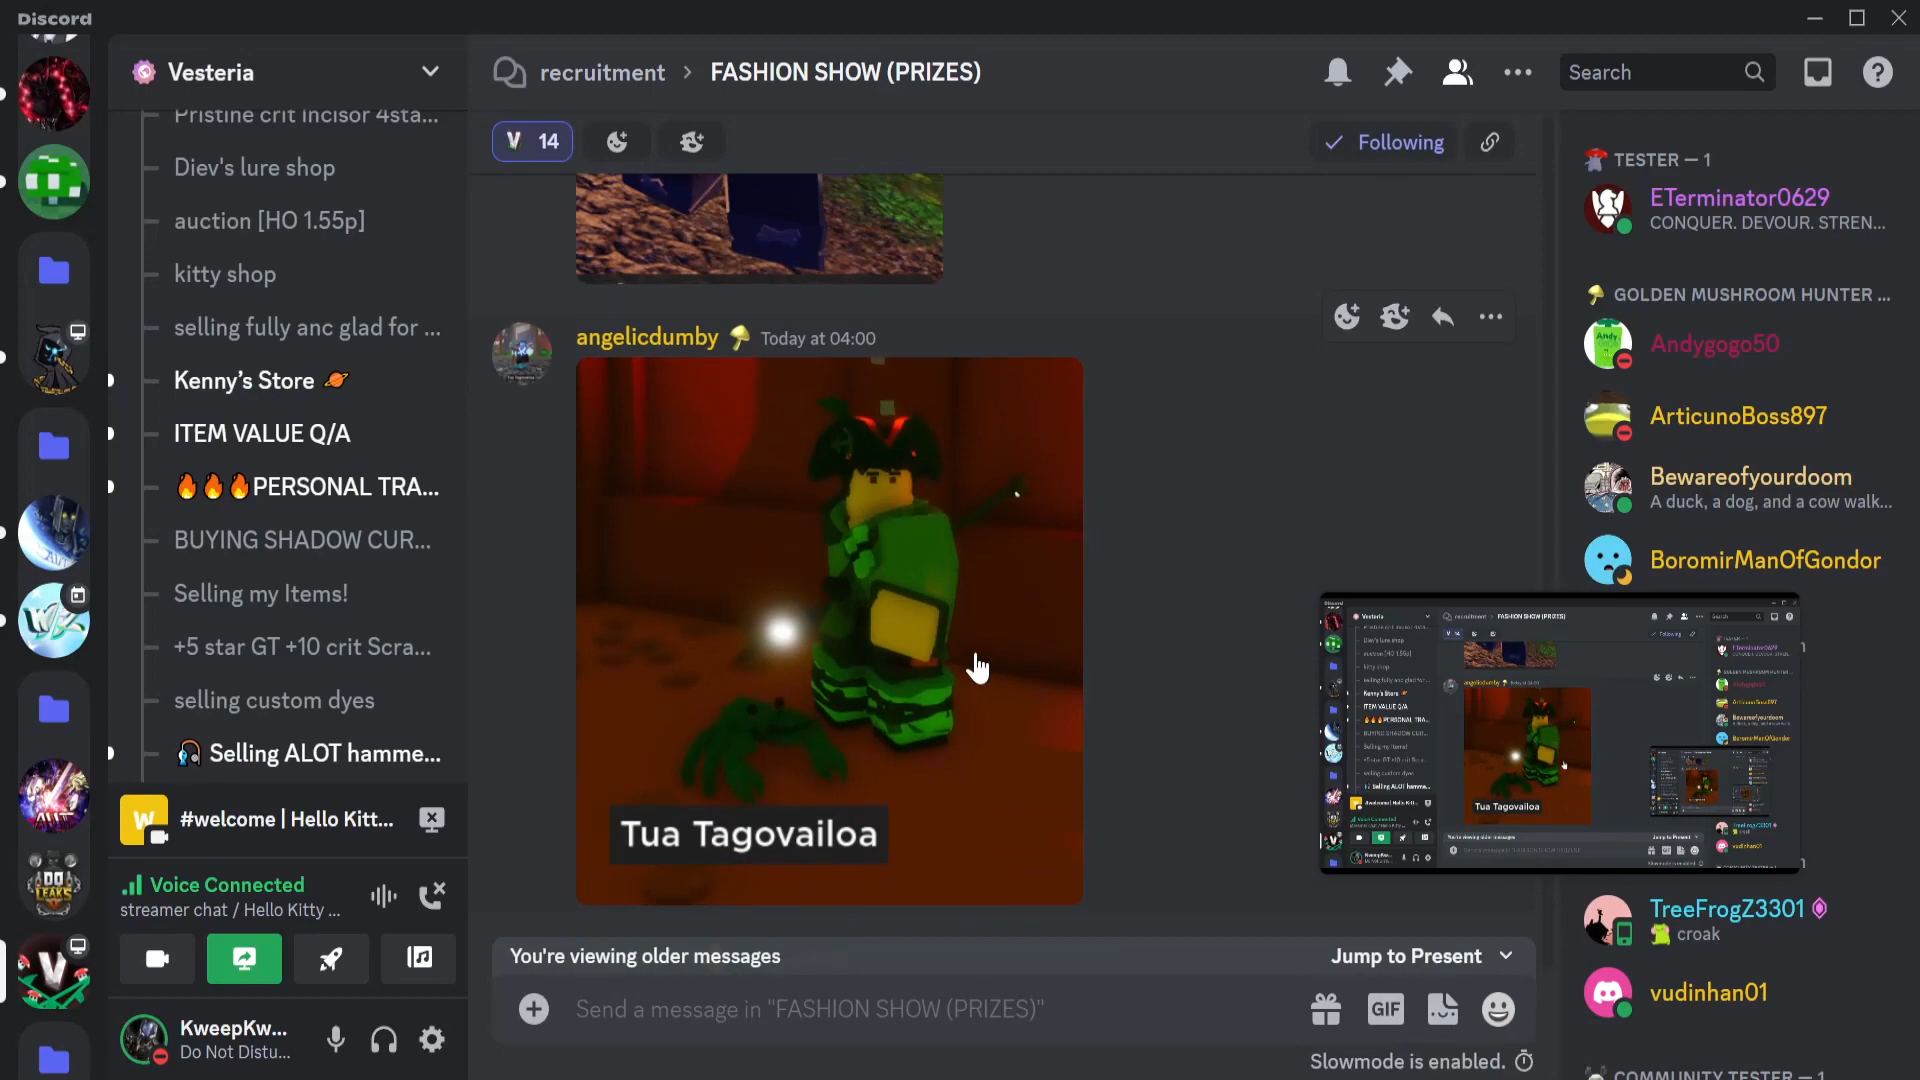 Discord
Vesteria
Pristine crit Incisor 4sta...
Diev's lure shop
auction [HO 1.55p]
kitty shop
selling fully anc glad for ...
Kenny's Store
ITEM VALUE Q/A
PERSONAL TRA...
BUYING SHADOW CUR...
Selling my Items!
+5 star GT +10 crit Scra...
selling custom dyes
Selling ALOT hamme...
#welcome | Hello Kitt...
Voice Connected
streamer chat / Hello Kitty ...
KweepKw...
Do Not Distu...
recruitment › FASHION SHOW (PRIZES)
Search
14
Following
angelicdumby Today at 04:00
Tua Tagovailoa
You're viewing older messages
Jump to Present
Send a message in "FASHION SHOW (PRIZES)"
GIF
Slowmode is enabled.
TESTER — 1
ETerminator0629
CONQUER. DEVOUR. STREN...
GOLDEN MUSHROOM HUNTER ...
Andygogo50
ArticunoBoss897
Bewareofyourdoom
A duck, a dog, and a cow walk...
BoromirManOfGondor
TreeFrogZ3301
croak
vudinhan01
COMMUNITY TESTER — 1